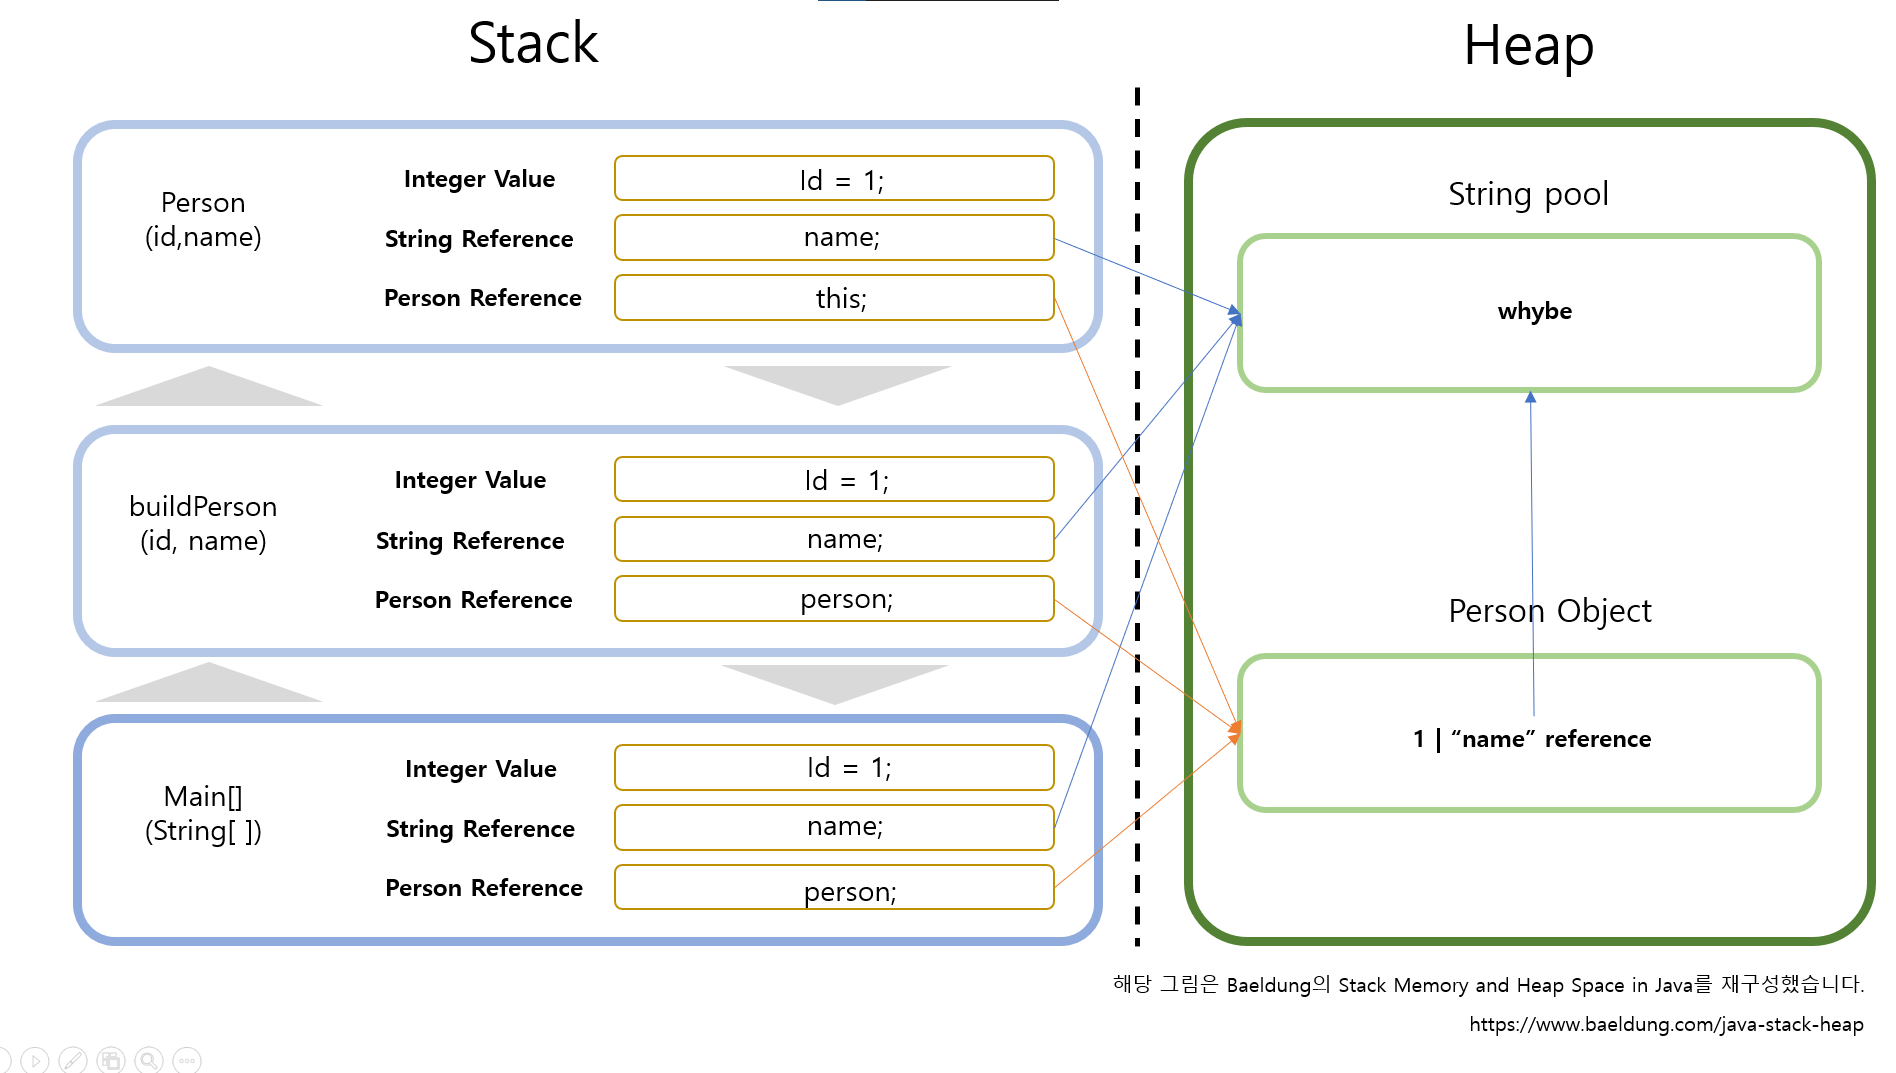 Stack
Heap
Person
(id,name)
Integer Value
Id = 1;
String Reference
name;
Person Reference
this;
buildPerson
(id, name)
Integer Value
Id = 1;
String Reference
name;
Person Reference
person;
Main[]
(String[ ])
Integer Value
Id = 1;
String Reference
name;
Person Reference
person;
String pool
whybe
Person Object
1 | “name” reference
해당 그림은 Baeldung의 Stack Memory and Heap Space in Java를 재구성했습니다.
https://www.baeldung.com/java-stack-heap